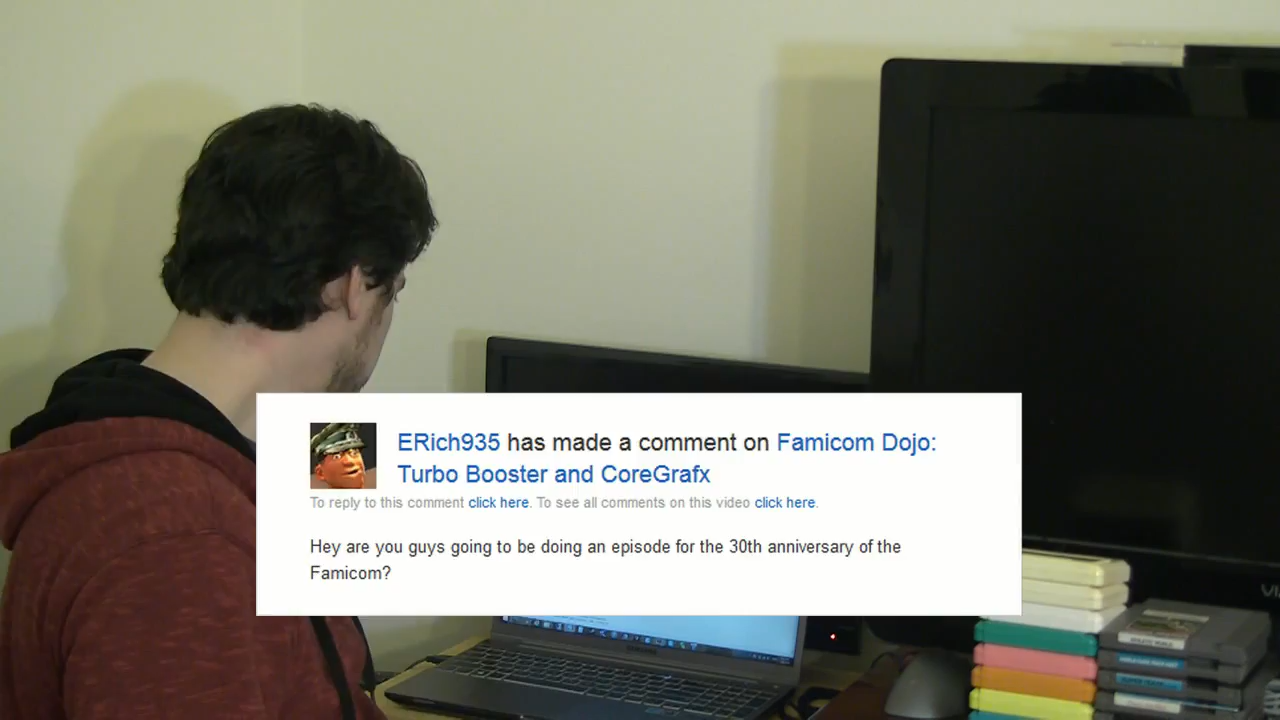 ERich935 has made a comment on Famicom Dojo:
Turbo Booster and CoreGrafx
To reply to this comment click here. To see all comments on this video click here.
Hey are you guys going to be doing an episode for the 30th anniversary of the
Famicom?
SAMSUNG